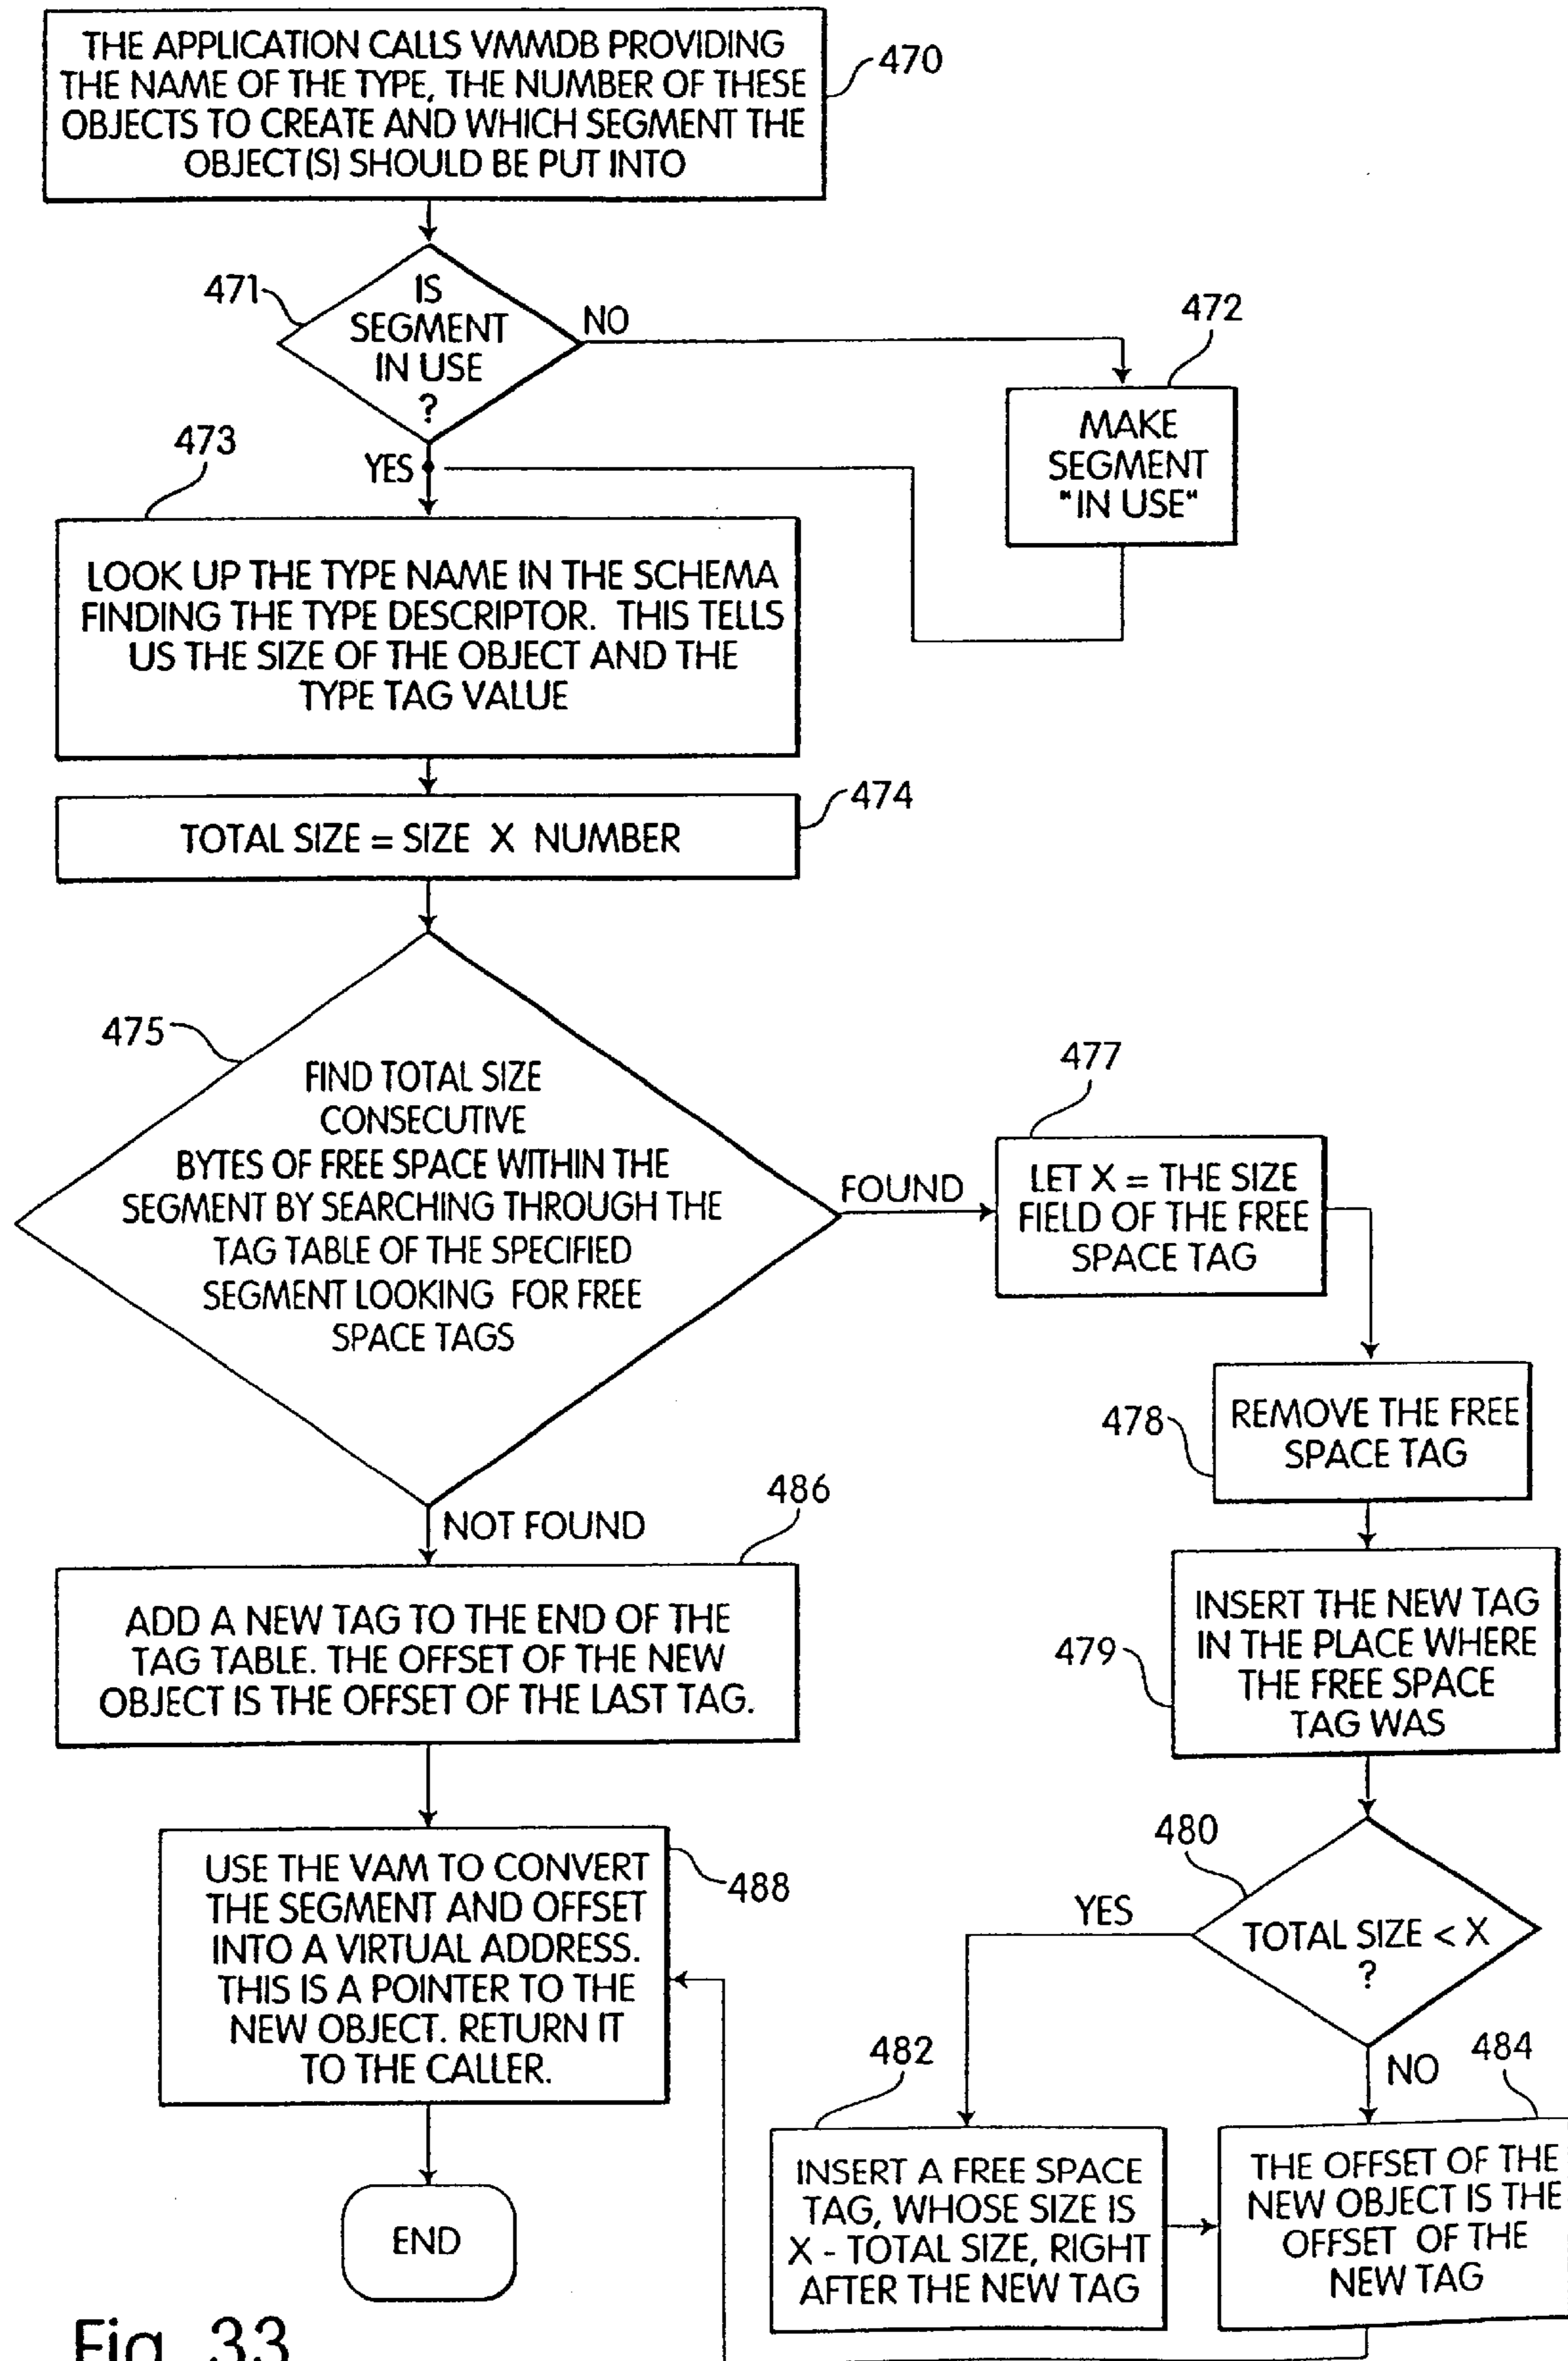 THE APPLICATION CALLS VMMDB PROVIDING
THE NAME OF THE TYPE, THE NUMBER OF THESE
OBJECTS TO CREATE AND WHICH SEGMENT THE
OBJECT(S) SHOULD BE PUT INTO
470
471
IS
SEGMENT
IN USE
?
NO
472
MAKE
SEGMENT
"IN USE"
YES
473
LOOK UP THE TYPE NAME IN THE SCHEMA
FINDING THE TYPE DESCRIPTOR. THIS TELLS
US THE SIZE OF THE OBJECT AND THE
TYPE TAG VALUE
474
TOTAL SIZE = SIZE X NUMBER
475
FIND TOTAL SIZE
CONSECUTIVE
BYTES OF FREE SPACE WITHIN THE
SEGMENT BY SEARCHING THROUGH THE
TAG TABLE OF THE SPECIFIED
SEGMENT LOOKING FOR FREE
SPACE TAGS
FOUND
477
LET X = THE SIZE
FIELD OF THE FREE
SPACE TAG
478
REMOVE THE FREE
SPACE TAG
NOT FOUND
486
ADD A NEW TAG TO THE END OF THE
TAG TABLE. THE OFFSET OF THE NEW
OBJECT IS THE OFFSET OF THE LAST TAG.
479
INSERT THE NEW TAG
IN THE PLACE WHERE
THE FREE SPACE
TAG WAS
488
USE THE VAM TO CONVERT
THE SEGMENT AND OFFSET
INTO A VIRTUAL ADDRESS.
THIS IS A POINTER TO THE
NEW OBJECT. RETURN IT
TO THE CALLER.
480
TOTAL SIZE < X
?
YES
NO
482
INSERT A FREE SPACE
TAG, WHOSE SIZE IS
X - TOTAL SIZE, RIGHT
AFTER THE NEW TAG
484
THE OFFSET OF THE
NEW OBJECT IS THE
OFFSET OF THE
NEW TAG
END
Fig. 33